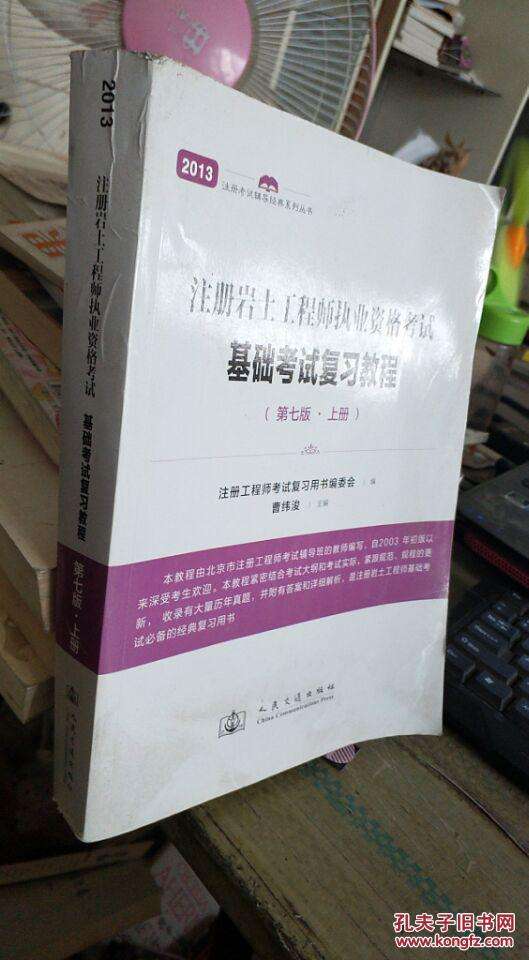 2013
注册岩土工程师执业资格考试
基础考试复习教程
第七版·上册
2013
注册考试辅导经典系列丛书
注册岩土工程师执业资格考试
基础考试复习教程
(第七版·上册)
注册工程师考试复习用书编委会 编
曹纬浚 主编
本教程由北京市注册工程师考试辅导班的教师编写,自2003年初版以
来深受考生欢迎。本教程紧密结合考试大纲和考试实际,紧跟规范、规程的更
新,收录有大量历年真题,并附有答案和详细解析,是注册岩土工程师基础考
试必备的经典复习用书
人民交通出版社
China Communications Press
人民交通出版社
孔夫子旧书网
kongfz.com